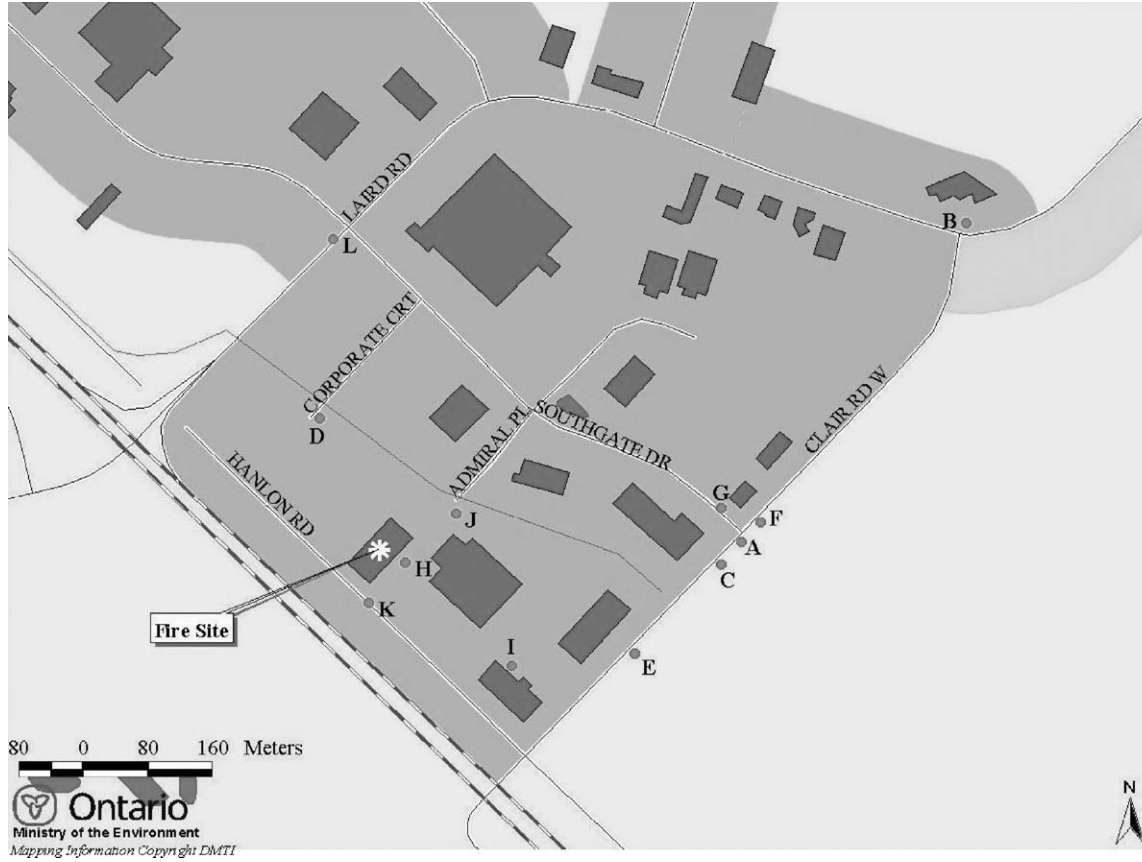 LAIRD RD
B
L
CORPORATE CRT
CLAIR RD W
D
ADMIRAL PL
SOUTHGATE DR
HANLON RD
G
J
F
A
H
C
K
Fire Site
I
E
80 0 80 160 Meters
Ontario
Ministry of the Environment
Mapping Information Copyright DMTI
N